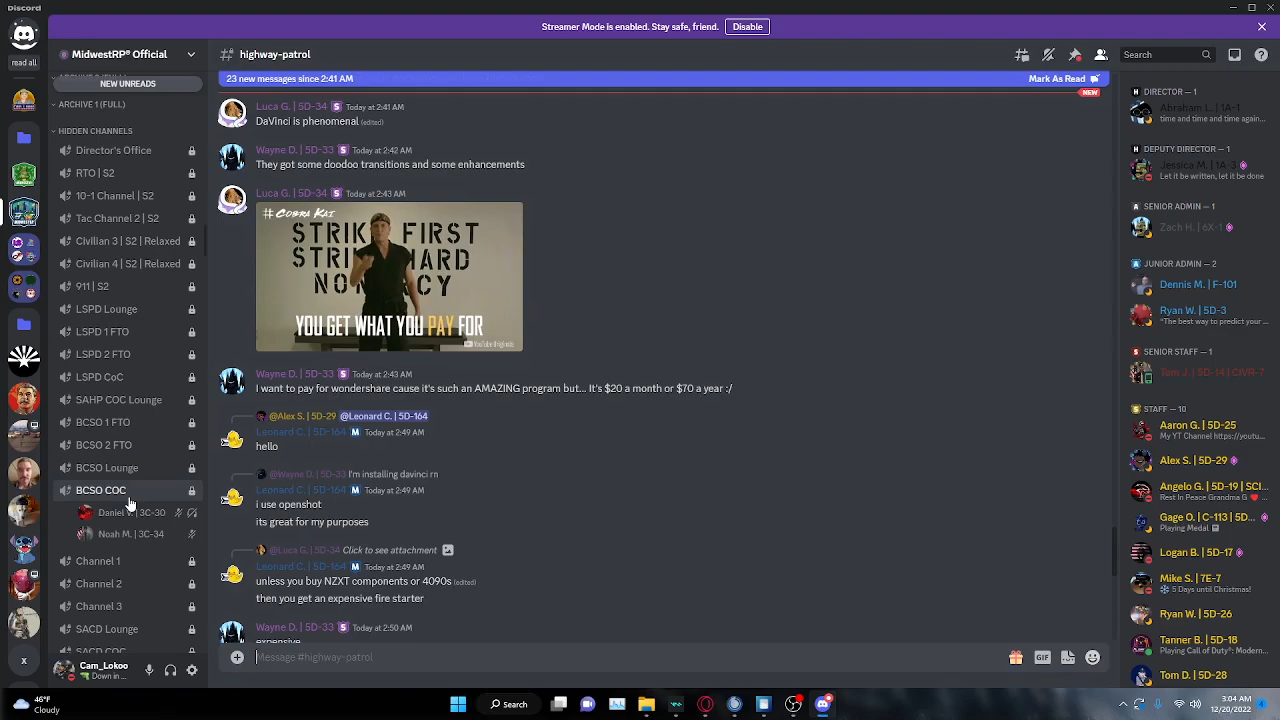 Discord
Streamer Mode is enabled. Stay safe, friend.
Disable
read all
MidwestRP® Official
NEW UNREADS
ARCHIVE 1 (FULL)
HIDDEN CHANNELS
Director's Office
RTO | S2
10-1 Channel | S2
Tac Channel 2 | S2
Civilian 3 | S2 | Relaxed
Civilian 4 | S2 | Relaxed
911 | S2
LSPD Lounge
LSPD 1 FTO
LSPD 2 FTO
LSPD CoC
SAHP COC Lounge
BCSO 1 FTO
BCSO 2 FTO
BCSO Lounge
BCSO COC
Daniel V. | 3C-30
Noah M. | 3C-34
Channel 1
Channel 2
Channel 3
SACD Lounge
SACD COC
X
Cam_Lokoo
Down in ...
highway-patrol
Search
23 new messages since 2:41 AM
Mark As Read
NEW
Luca G. | 5D-34 S Today at 2:41 AM
DaVinci is phenomenal (edited)
Wayne D. | 5D-33 S Today at 2:42 AM
They got some doodoo transitions and some enhancements
Luca G. | 5D-34 S Today at 2:43 AM
# COBRA KAI
STRIKE FIRST
HARD
YOU GET WHAT YOU PAY FOR
Wayne D. | 5D-33 S Today at 2:43 AM
I want to pay for wondershare cause it's such an AMAZING program but... It's $20 a month or $70 a year :/
@Alex S. | 5D-29 @Leonard C. | 5D-164
Leonard C. | 5D-164 M Today at 2:49 AM
hello
@Wayne D. | 5D-33 I'm installing davinci rn
Leonard C. | 5D-164 M Today at 2:49 AM
i use openshot
its great for my purposes
@Luca G. | 5D-34 Click to see attachment
Leonard C. | 5D-164 M Today at 2:49 AM
unless you buy NZXT components or 4090s (edited)
then you get an expensive fire starter
Wayne D. | 5D-33 S Today at 2:50 AM
expensive
Message #highway-patrol
GIF
DIRECTOR — 1
Abraham L. | 1A-1
time and time and time again...
DEPUTY DIRECTOR — 1
Jessica M. | 1A-3
Let it be written, let it be done
SENIOR ADMIN — 1
Zach H. | 6X-1
JUNIOR ADMIN — 2
Dennis M. | F-101
Ryan W. | 5D-3
"The best way to predict your ...
SENIOR STAFF — 1
Tom J. | 5D-14 | CIVR-7
STAFF — 10
Aaron G. | 5D-25
My YT Channel https://youtu...
Alex S. | 5D-29
Angelo G. | 5D-19 | SCI...
Rest In Peace Grandma G
Gage O. | C-113 | 5D...
Playing Medal
Logan B. | 5D-17
Mike S. | 7E-7
5 Days until Christmas!
Ryan W. | 5D-26
Tanner B. | 5D-18
Playing Call of Duty®: Modern...
Tom D. | 5D-28
48°F
Cloudy
Search
3:04 AM
12/20/2022